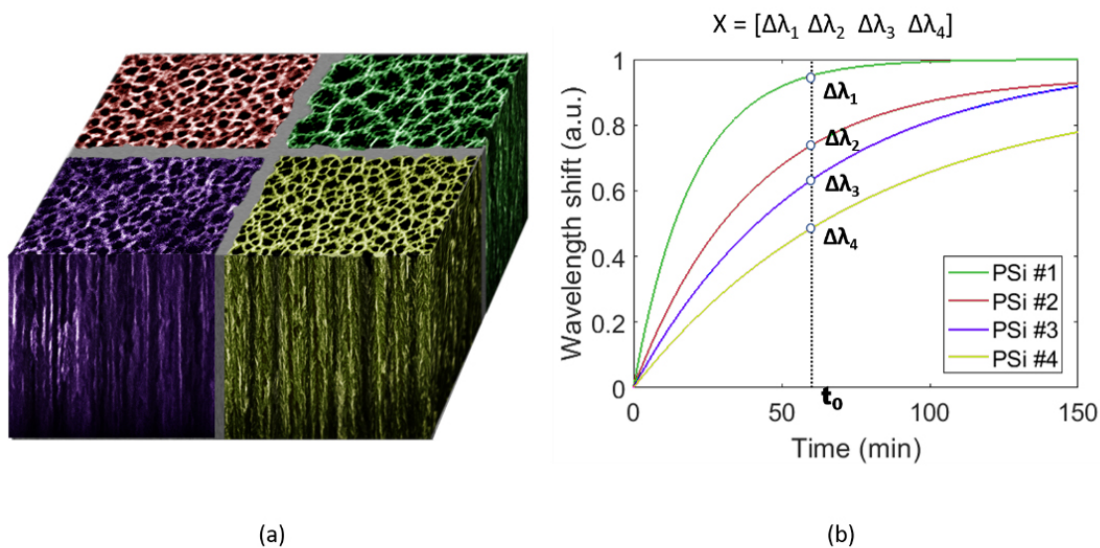 X = [Δλ₁ Δλ₂ Δλ₃ Δλ₄]
Wavelength shift (a.u.)
1
0.8
0.6
0.4
0.2
0
Δλ₁
Δλ₂
Δλ₃
Δλ₄
PSi #1
PSi #2
PSi #3
PSi #4
t₀
0
50
100
150
Time (min)
(a)
(b)